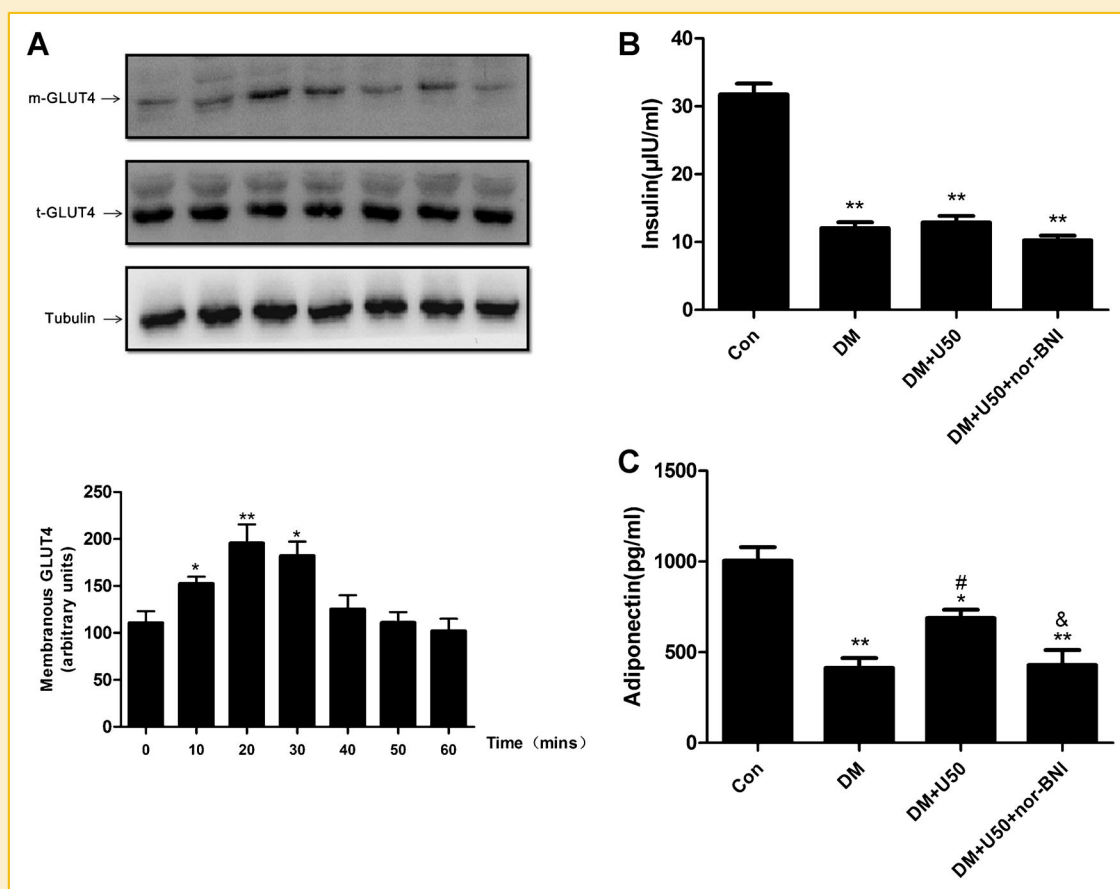 A
m-GLUT4 →
t-GLUT4 →
Tubulin →
250
200
150
100
50
0
Membranous GLUT4
(arbitrary units)
*
**
*
0 10 20 30 40 50 60
Time (mins)
B
40
30
20
10
0
Insulin(μIU/ml)
**
**
**
Con
DM
DM+U50
DM+U50+nor-BNI
C
1500
1000
500
0
Adiponectin(pg/ml)
**
#
*
&
**
Con
DM
DM+U50
DM+U50+nor-BNI